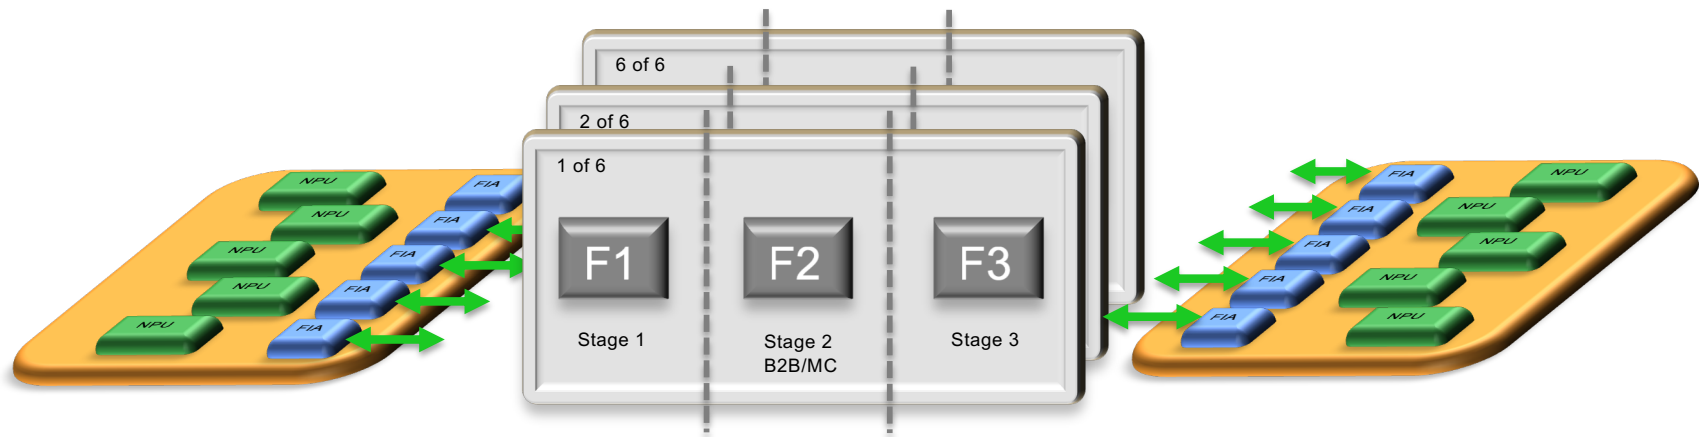 6 of 6
2 of 6
1 of 6
NPU
FIA
NPU
FIA
NPU
FIA
NPU
FIA
NPU
FIA
F1
F2
F3
Stage 1
Stage 2
B2B/MC
Stage 3
FIA
NPU
FIA
NPU
FIA
NPU
FIA
NPU
FIA
NPU